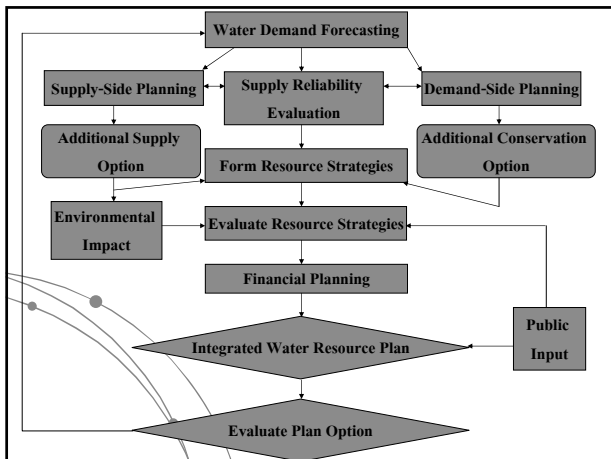 Water Demand Forecasting
Supply-Side Planning
Supply Reliability
Evaluation
Demand-Side Planning
Additional Supply
Option
Additional Conservation
Option
Form Resource Strategies
Environmental
Impact
Evaluate Resource Strategies
Financial Planning
Integrated Water Resource Plan
Public
Input
Evaluate Plan Option